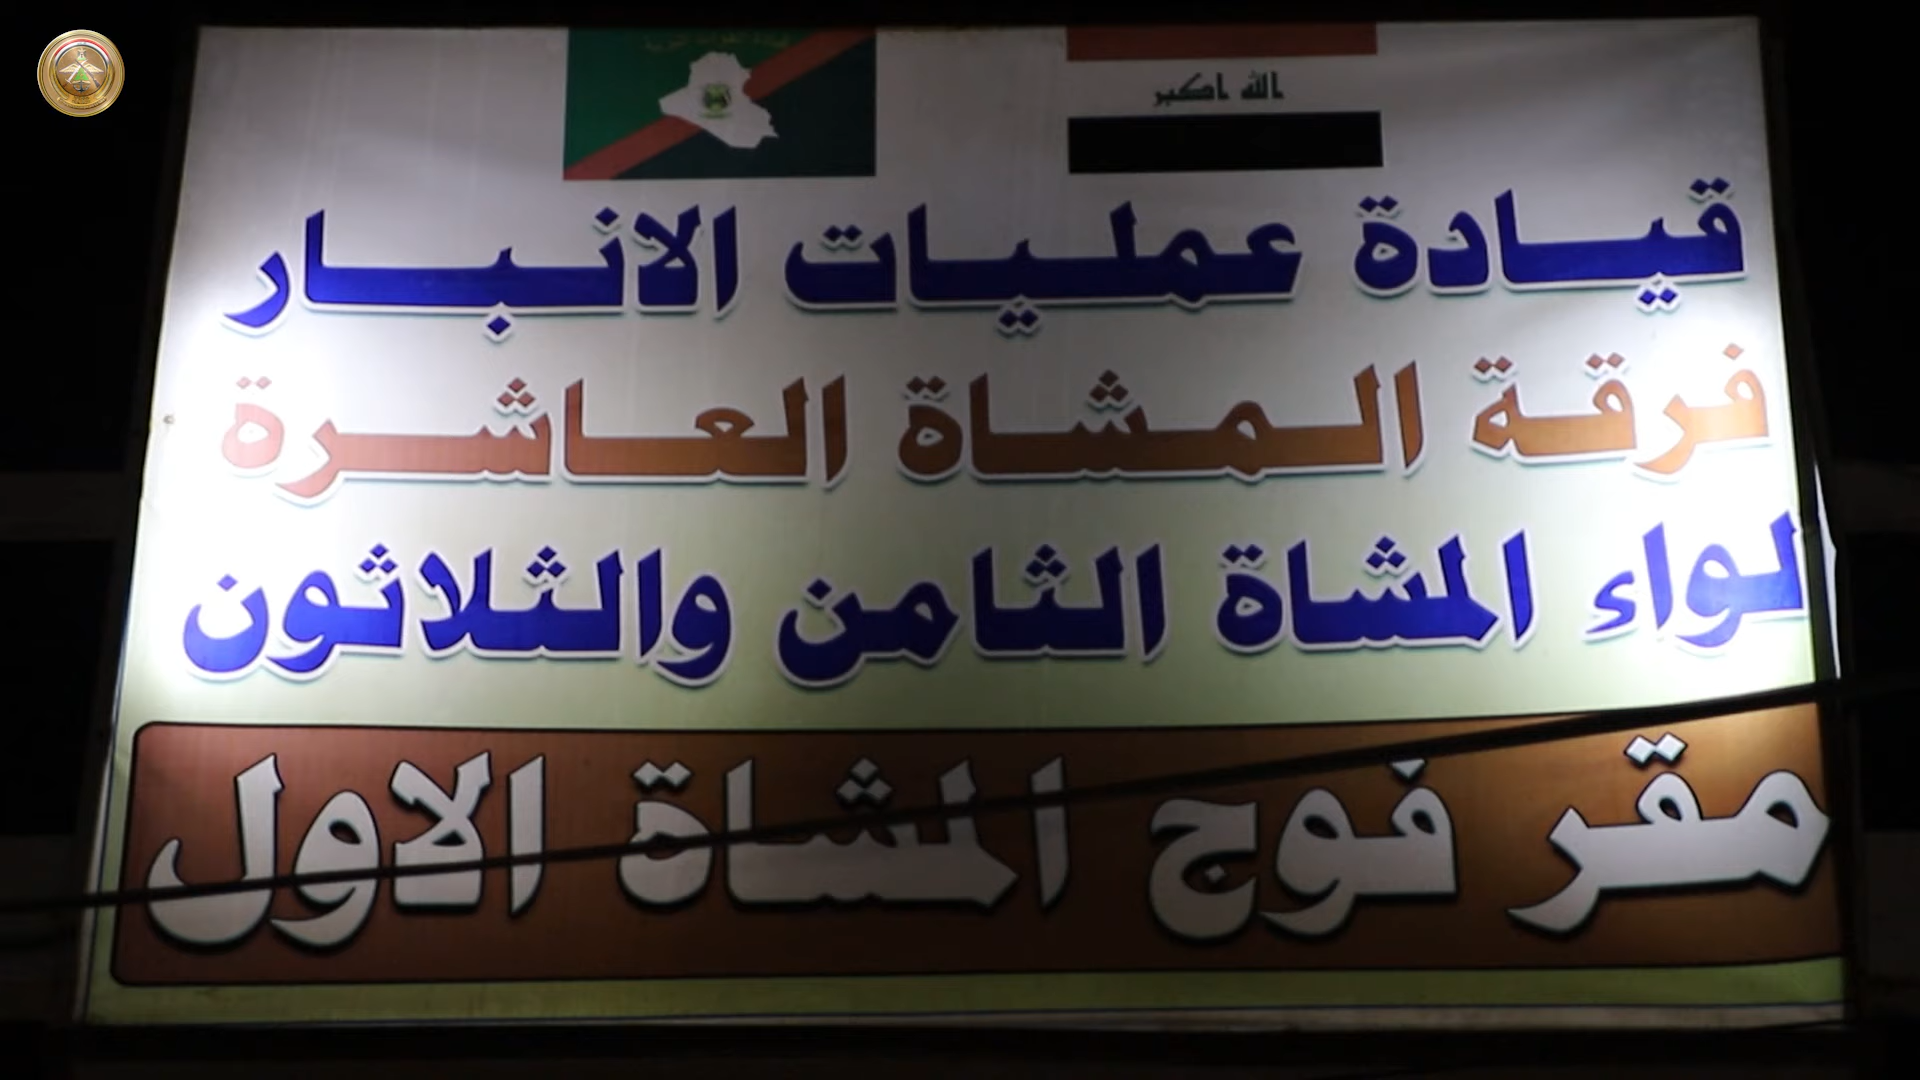 الله اكبر
قيادة عمليات الانبار
فرقة المشاة العاشرة
لواء المشاة الثامن والثلاثون
مقر فوج المشاة الاول